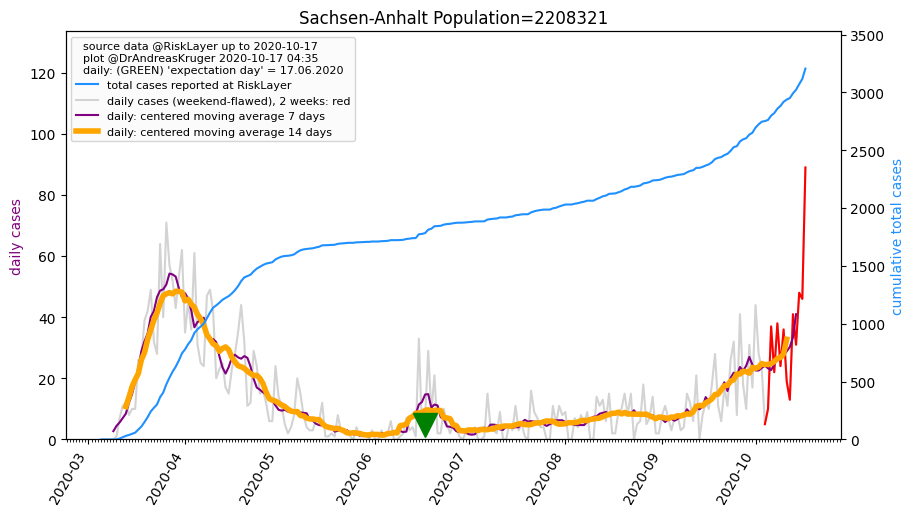 Sachsen-Anhalt Population=2208321
source data @RiskLayer up to 2020-10-17
plot @DrAndreasKruger 2020-10-17 04:35
daily: (GREEN) 'expectation day' = 17.06.2020
total cases reported at RiskLayer
daily cases (weekend-flawed), 2 weeks: red
daily: centered moving average 7 days
daily: centered moving average 14 days
daily cases
120
100
80
60
40
20
0
cumulative total cases
3500
3000
2500
2000
1500
1000
500
0
2020-03
2020-04
2020-05
2020-06
2020-07
2020-08
2020-09
2020-10